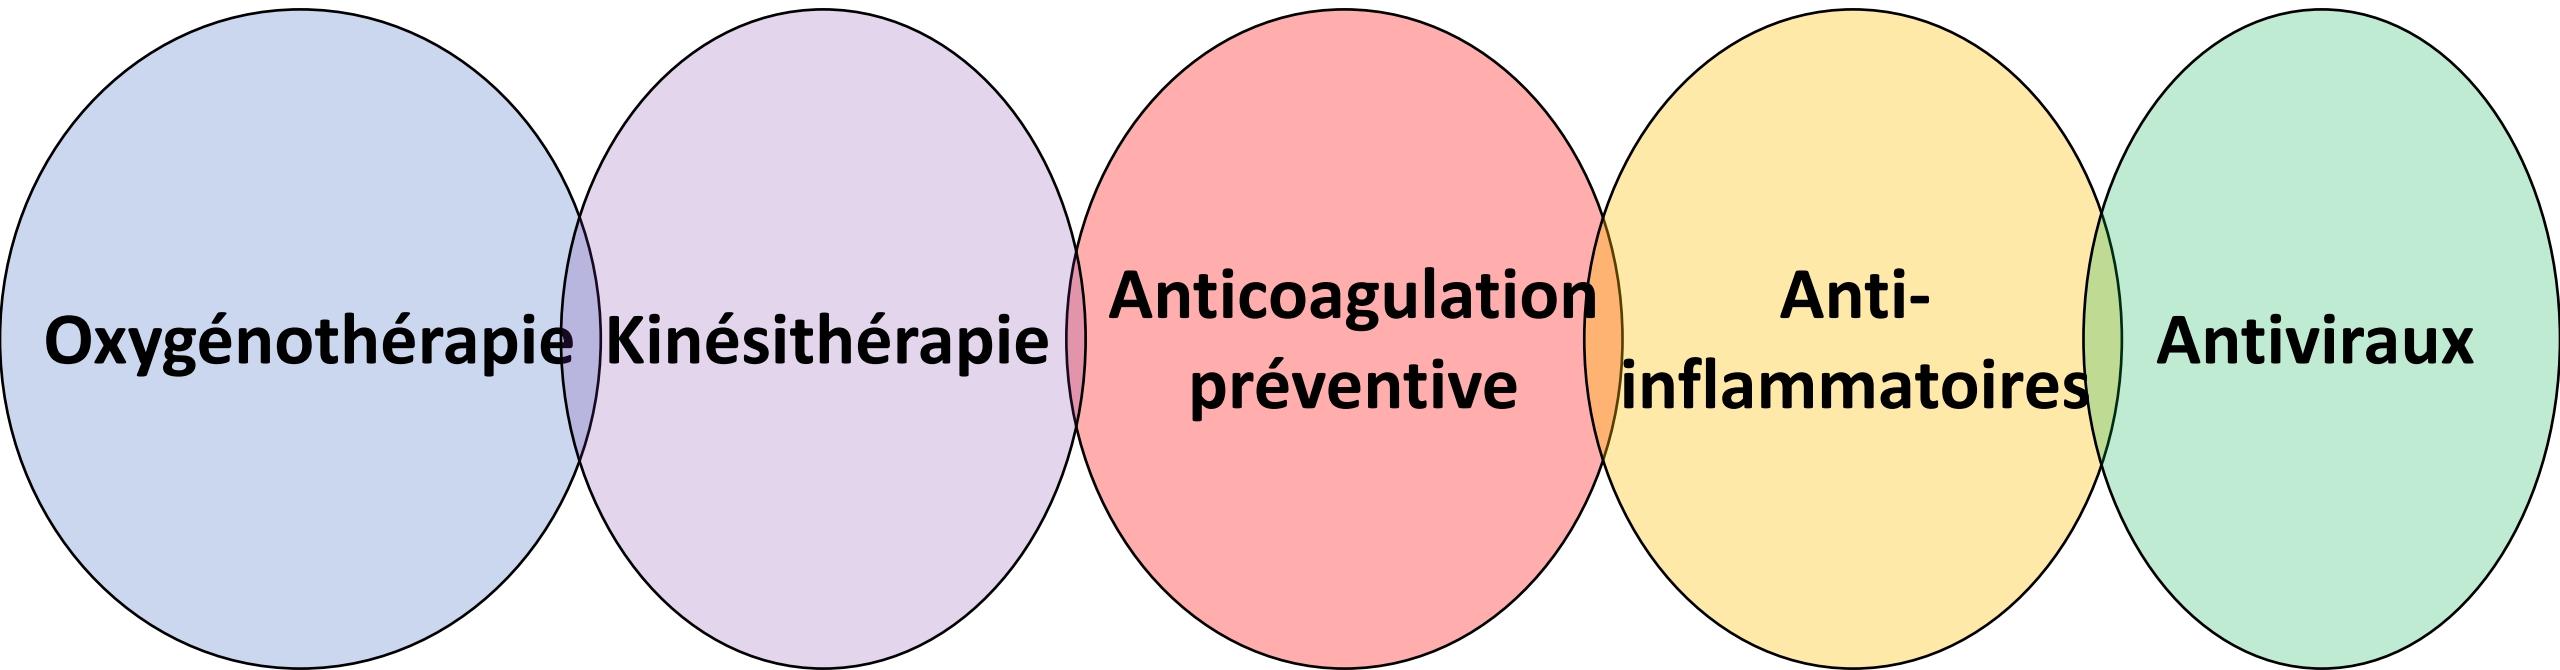 Oxygénothérapie
Kinésithérapie
Anticoagulation
préventive
Anti-
inflammatoires
Antiviraux